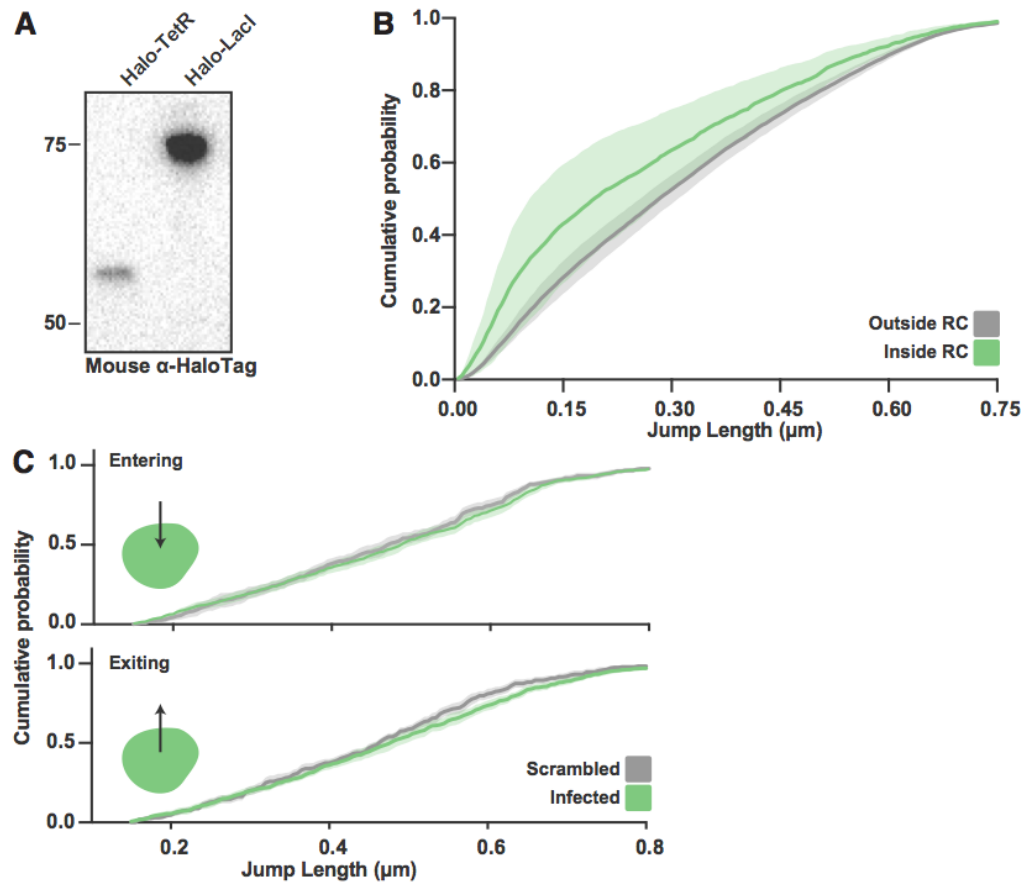 A
Halo-TetR
Halo-LacI
75
50
Mouse α-HaloTag
B
Cumulative probability
1.0
0.8
0.6
0.4
0.2
0.0
0.00 0.15 0.30 0.45 0.60 0.75
Jump Length (µm)
Outside RC
Inside RC
C
Cumulative probability
Entering
1.0
0.5
0.0
Exiting
1.0
0.5
0.0
Scrambled
Infected
0.2 0.4 0.6 0.8
Jump Length (µm)